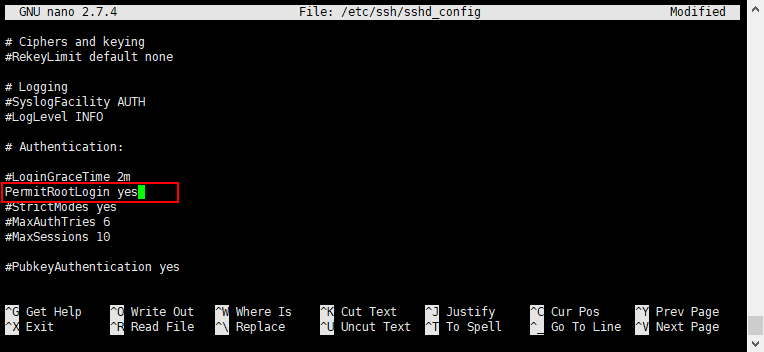 GNU nano 2.7.4 File: /etc/ssh/sshd_config Modified
# Ciphers and keying
#RekeyLimit default none
# Logging
#SyslogFacility AUTH
#LogLevel INFO
# Authentication:
#LoginGraceTime 2m
PermitRootLogin yes
#StrictModes yes
#MaxAuthTries 6
#MaxSessions 10
#PubkeyAuthentication yes
^G Get Help ^O Write Out ^W Where Is ^K Cut Text ^J Justify ^C Cur Pos ^Y Prev Page
^X Exit ^R Read File ^\ Replace ^U Uncut Text ^T To Spell ^_ Go To Line ^V Next Page